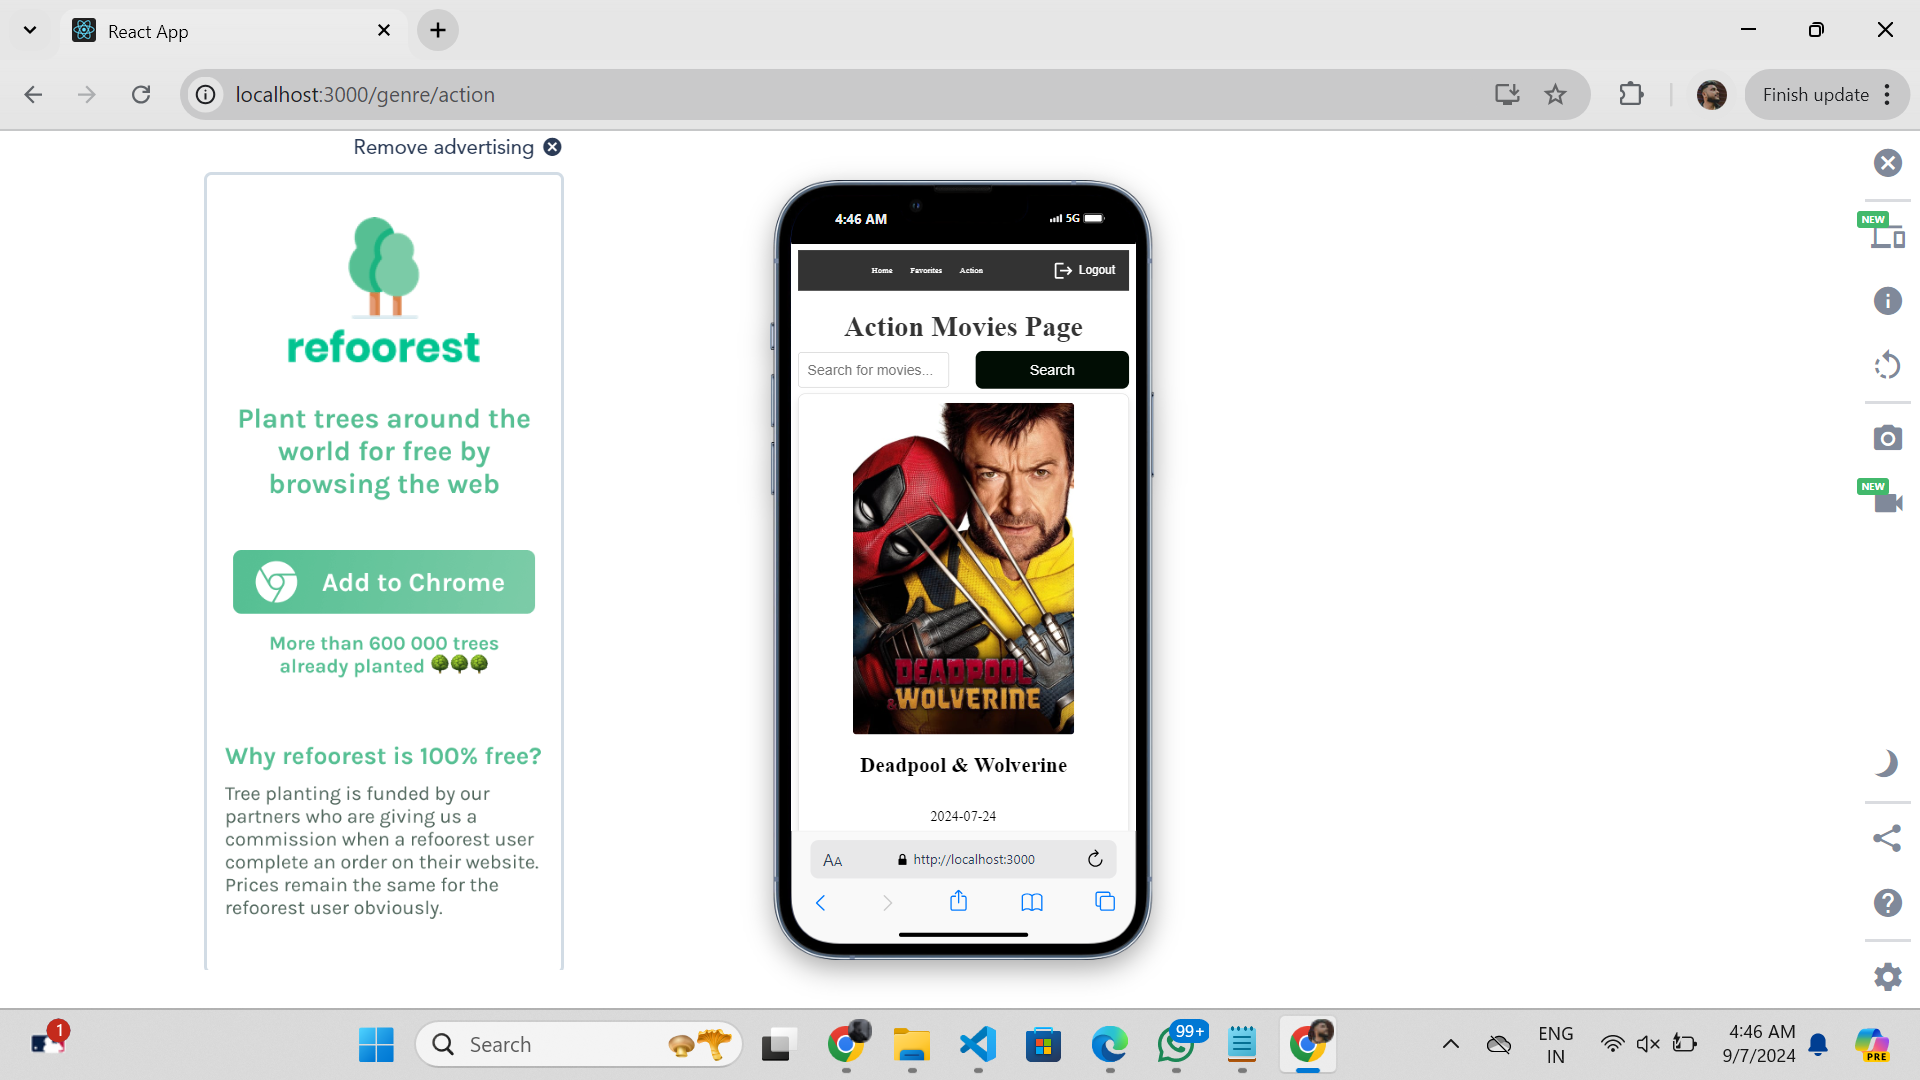 React App
localhost:3000/genre/action
Finish update
Remove advertising
refoorest
Plant trees around the
world for free by
browsing the web
Add to Chrome
More than 600 000 trees
already planted
Why refoorest is 100% free?
Tree planting is funded by our
partners who are giving us a
commission when a refoorest user
complete an order on their website.
Prices remain the same for the
refoorest user obviously.
4:46 AM
5G
Home Favorites Action Logout
Action Movies Page
Search for movies... Search
DEADPOOL
& WOLVERINE
Deadpool & Wolverine
2024-07-24
AA http://localhost:3000
NEW
NEW
1
Search
99+
ENG
IN
4:46 AM
9/7/2024
PRE